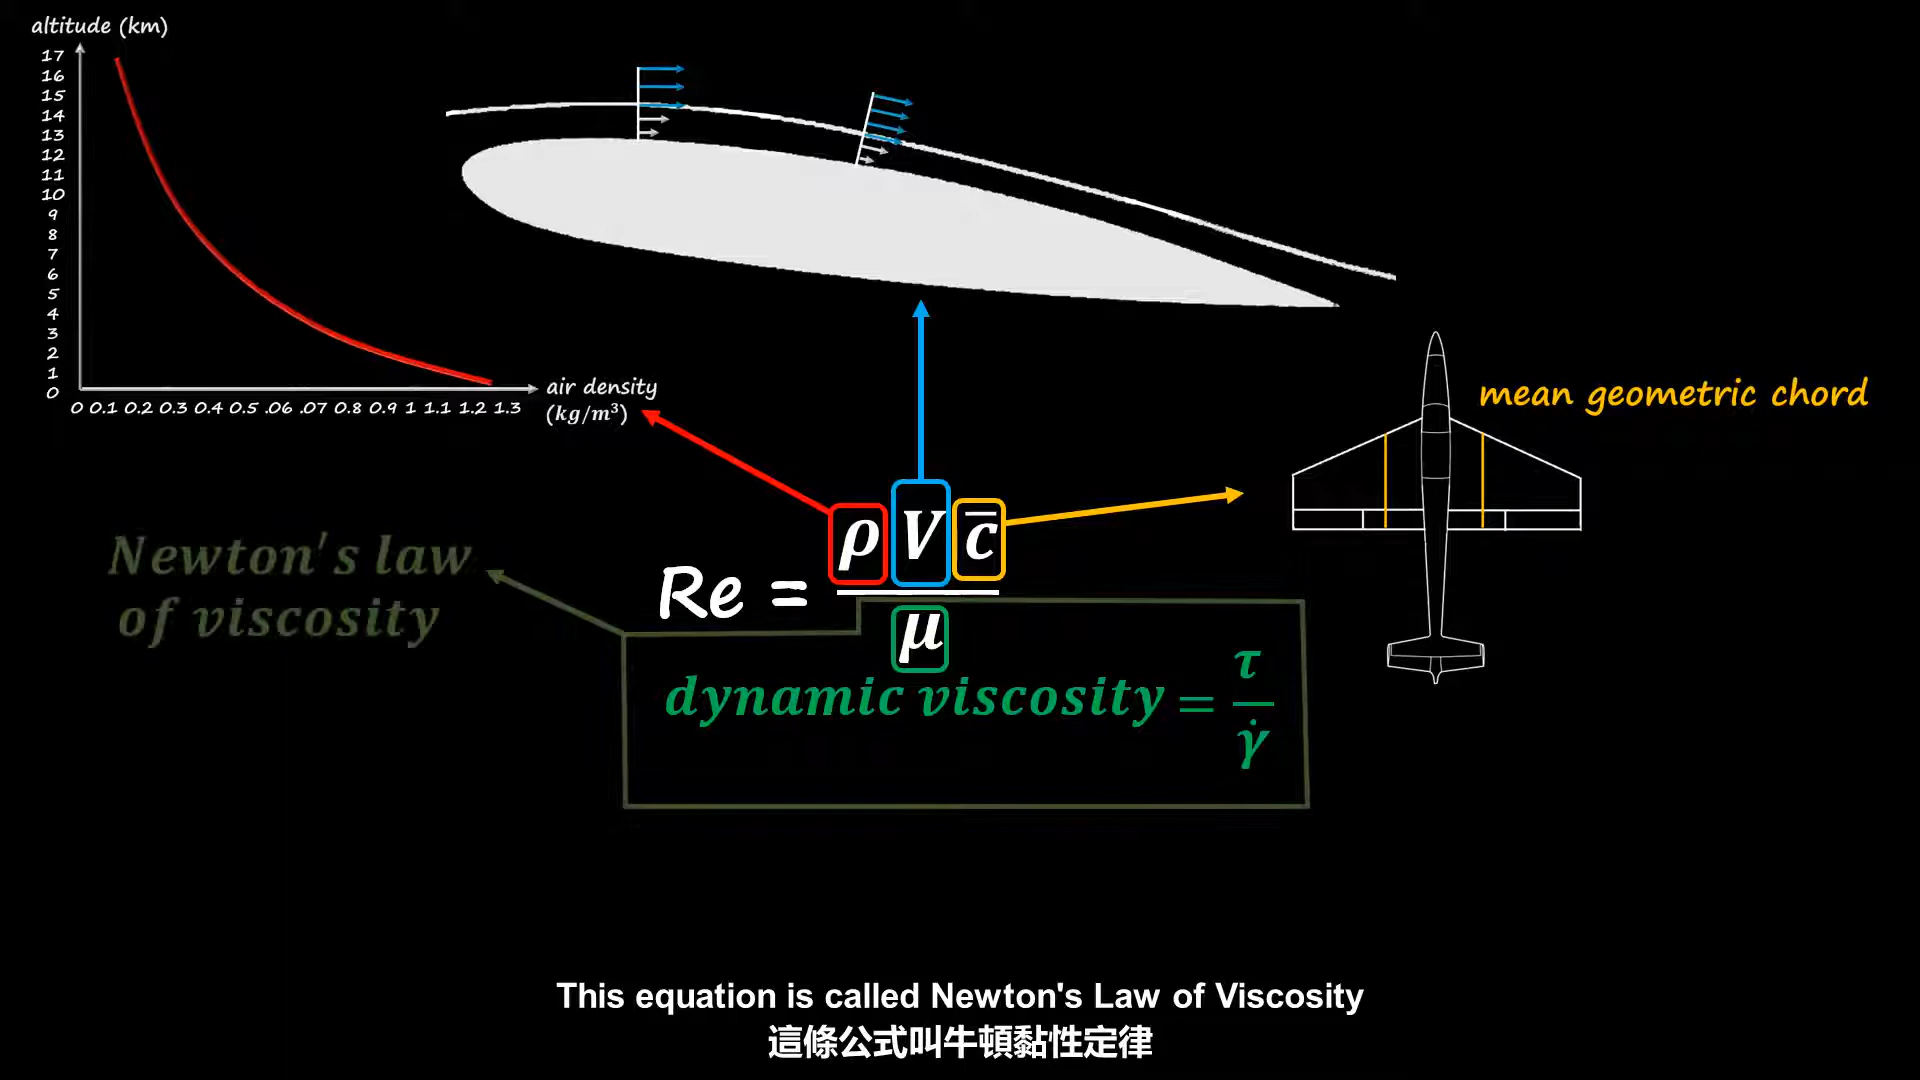 altitude (km)
17
16
15
14
13
12
11
10
9
8
7
6
5
4
3
2
1
0
0 0.1 0.2 0.3 0.4 0.5 .06 .07 0.8 0.9 1 1.1 1.2 1.3
air density
(kg/m³)
mean geometric chord
Newton's law
of viscosity
Re = ρ V c̅
μ
dynamic viscosity = τ
γ̇
This equation is called Newton's Law of Viscosity
這條公式叫牛頓黏性定律